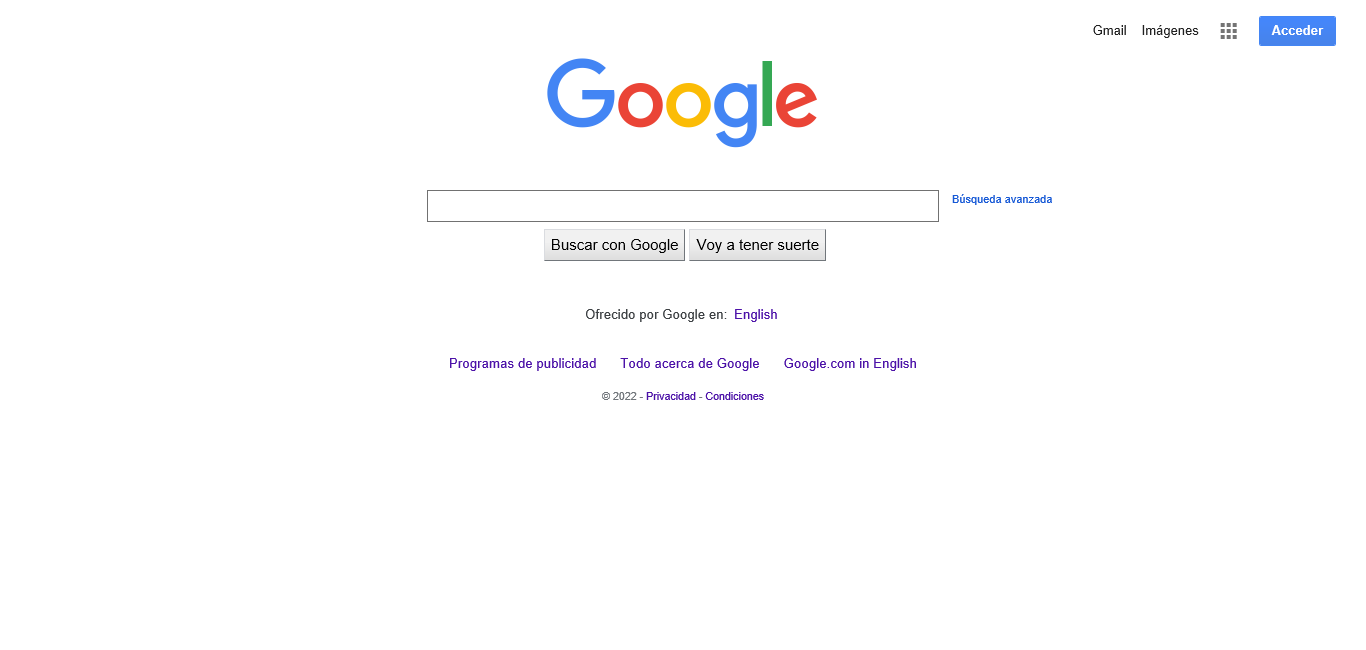 Gmail Imágenes Acceder
Google
Búsqueda avanzada
Buscar con Google Voy a tener suerte
Ofrecido por Google en: English
Programas de publicidad Todo acerca de Google Google.com in English
© 2022 - Privacidad - Condiciones